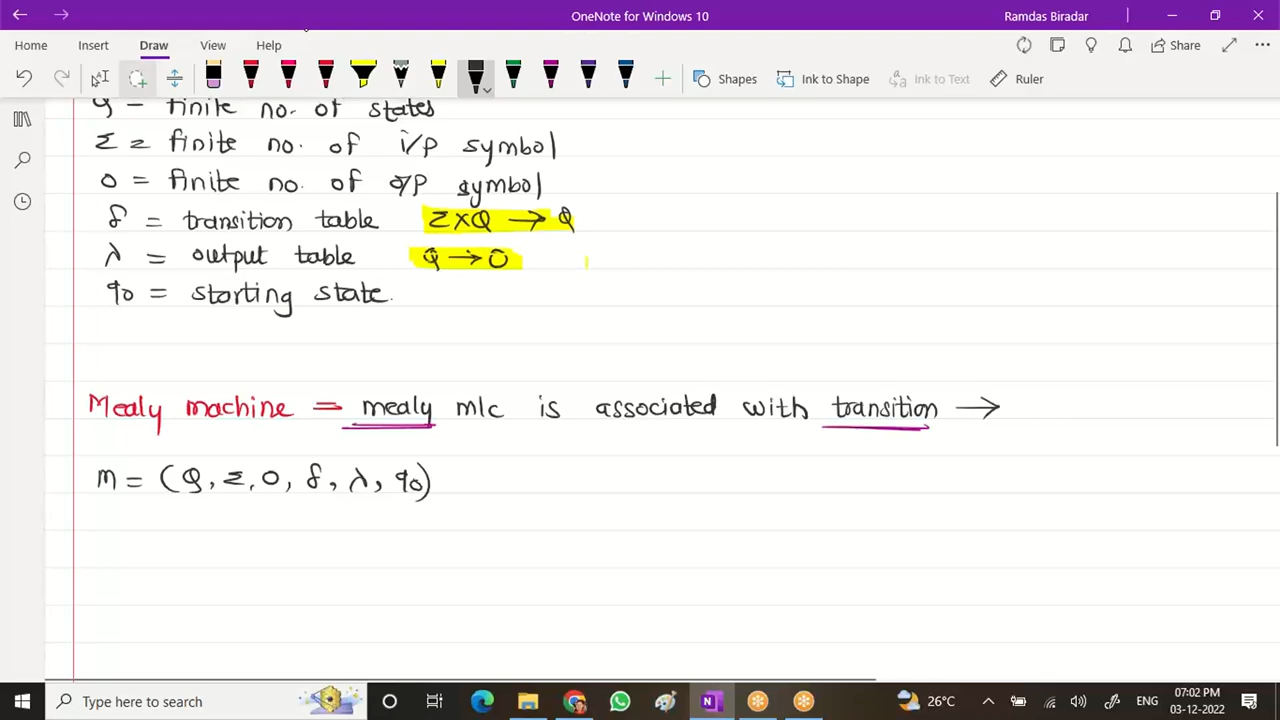 OneNote for Windows 10
Ramdas Biradar
Home Insert Draw View Help
Share
Shapes Ink to Shape Ink to Text Ruler
Q = finite no. of states
Σ = finite no. of i/p symbol
O = finite no. of o/p symbol
δ = transition table Σ×Q → Q
λ = output table Q → O
q0 = starting state.
Mealy machine = mealy m/c is associated with transition →
M = (Q, Σ, O, δ, λ, q0)
Type here to search
26°C
ENG
07:02 PM
03-12-2022